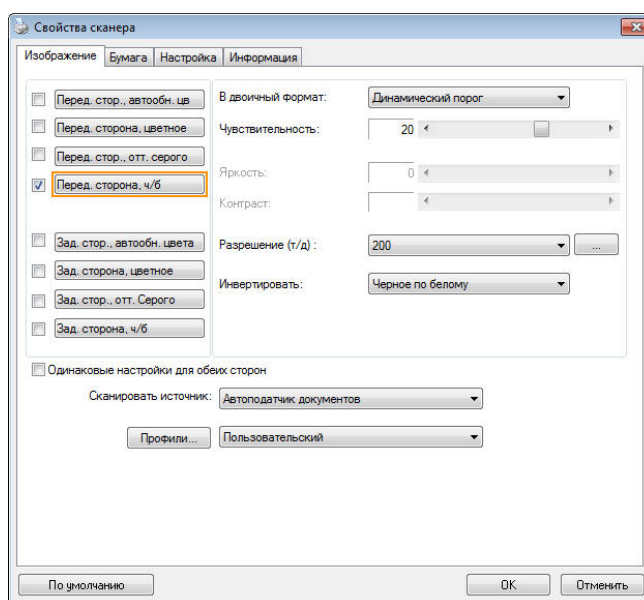 Свойства сканера
Изображение Бумага Настройка Информация
Перед. стор., автообн. цв
Перед. сторона, цветное
Перед. стор., отт. серого
Перед. сторона, ч/б
Зад. стор., автообн. цвета
Зад. сторона, цветное
Зад. стор., отт. Серого
Зад. сторона, ч/б
В двоичный формат: Динамический порог
Чувствительность: 20
Яркость: 0
Контраст:
Разрешение (т/д) : 200 ...
Инвертировать: Черное по белому
Одинаковые настройки для обеих сторон
Сканировать источник: Автоподатчик документов
Профили... Пользовательский
По умолчанию OK Отменить